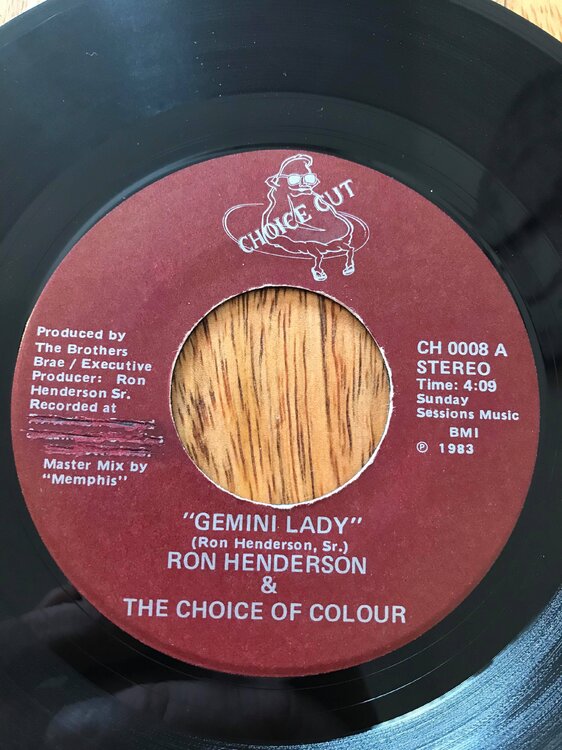 CHOICE CUT
Produced by
The Brothers
Brae / Executive
Producer: Ron
Henderson Sr.
Recorded at
Master Mix by
"Memphis"
CH 0008 A
STEREO
Time: 4:09
Sunday
Sessions Music
BMI
℗ 1983
"GEMINI LADY"
(Ron Henderson, Sr.)
RON HENDERSON
&
THE CHOICE OF COLOUR